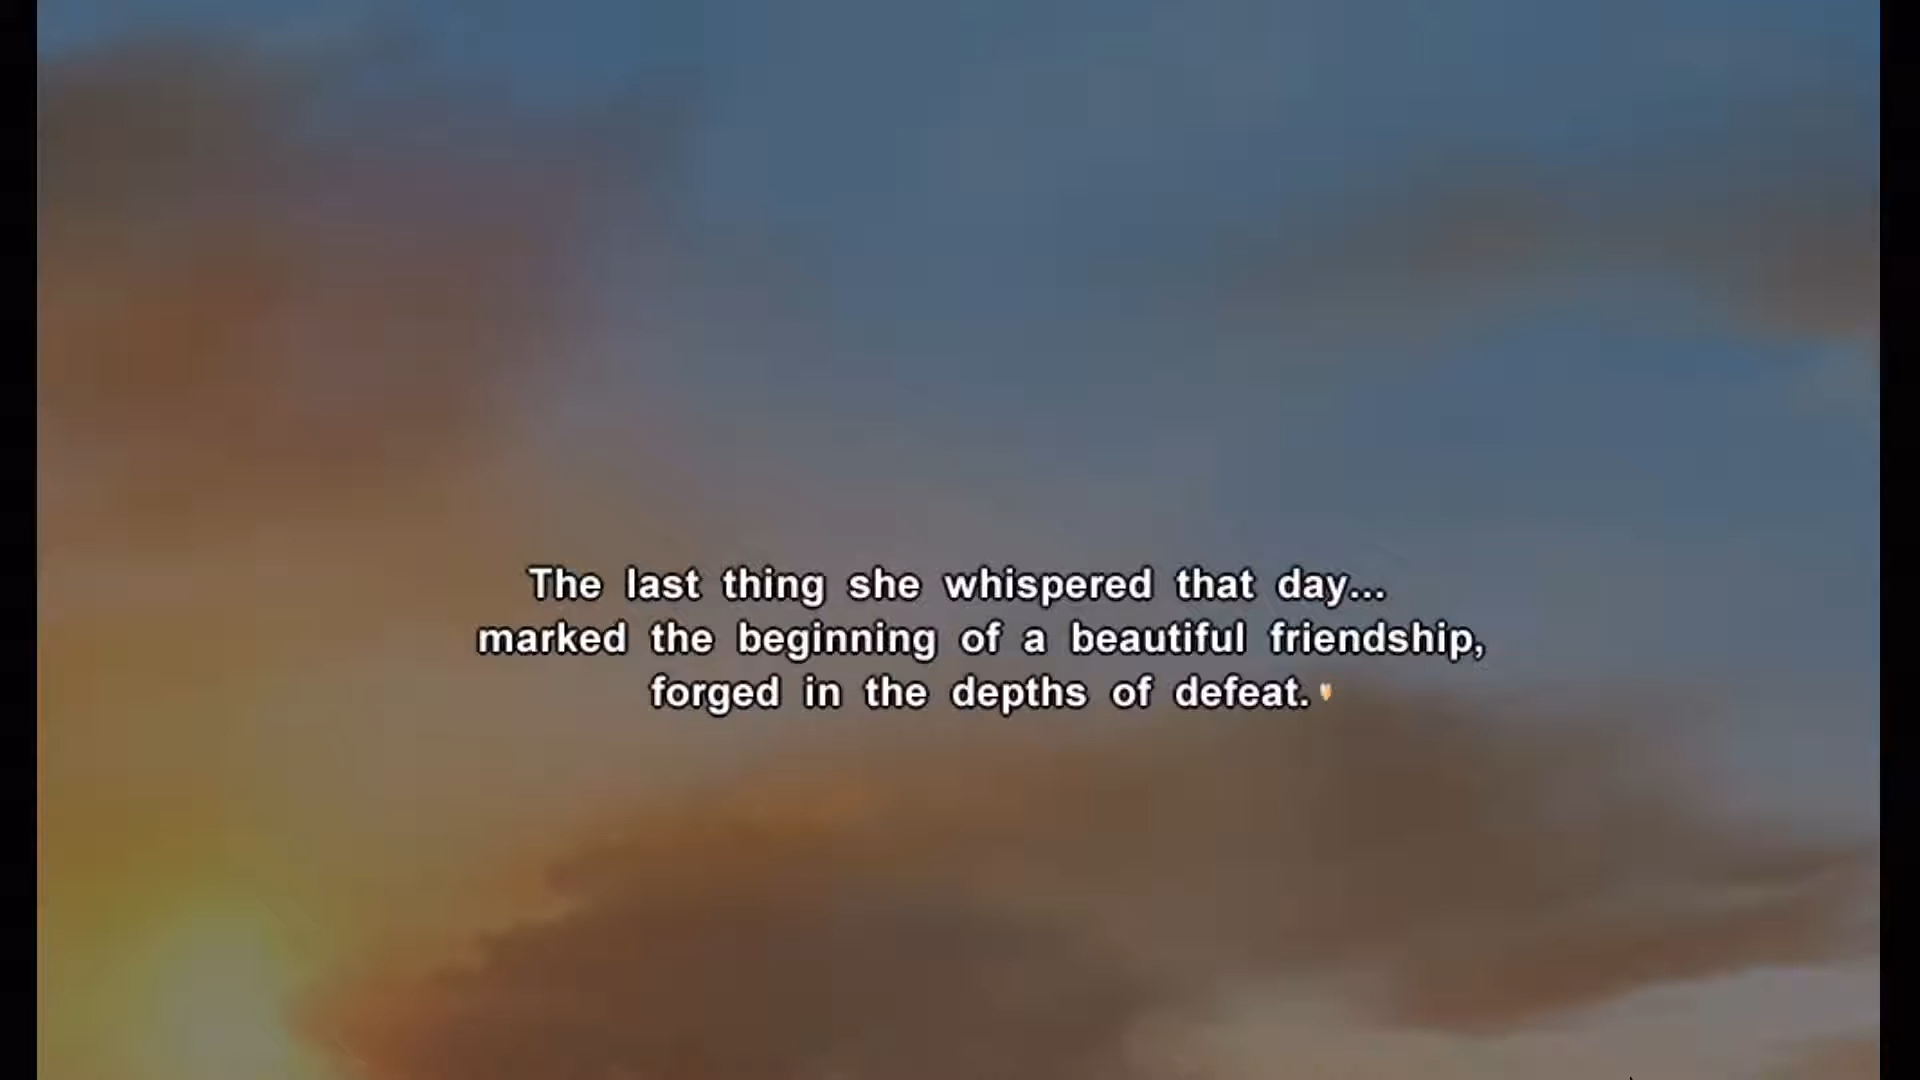 The last thing she whispered that day...
marked the beginning of a beautiful friendship,
forged in the depths of defeat.